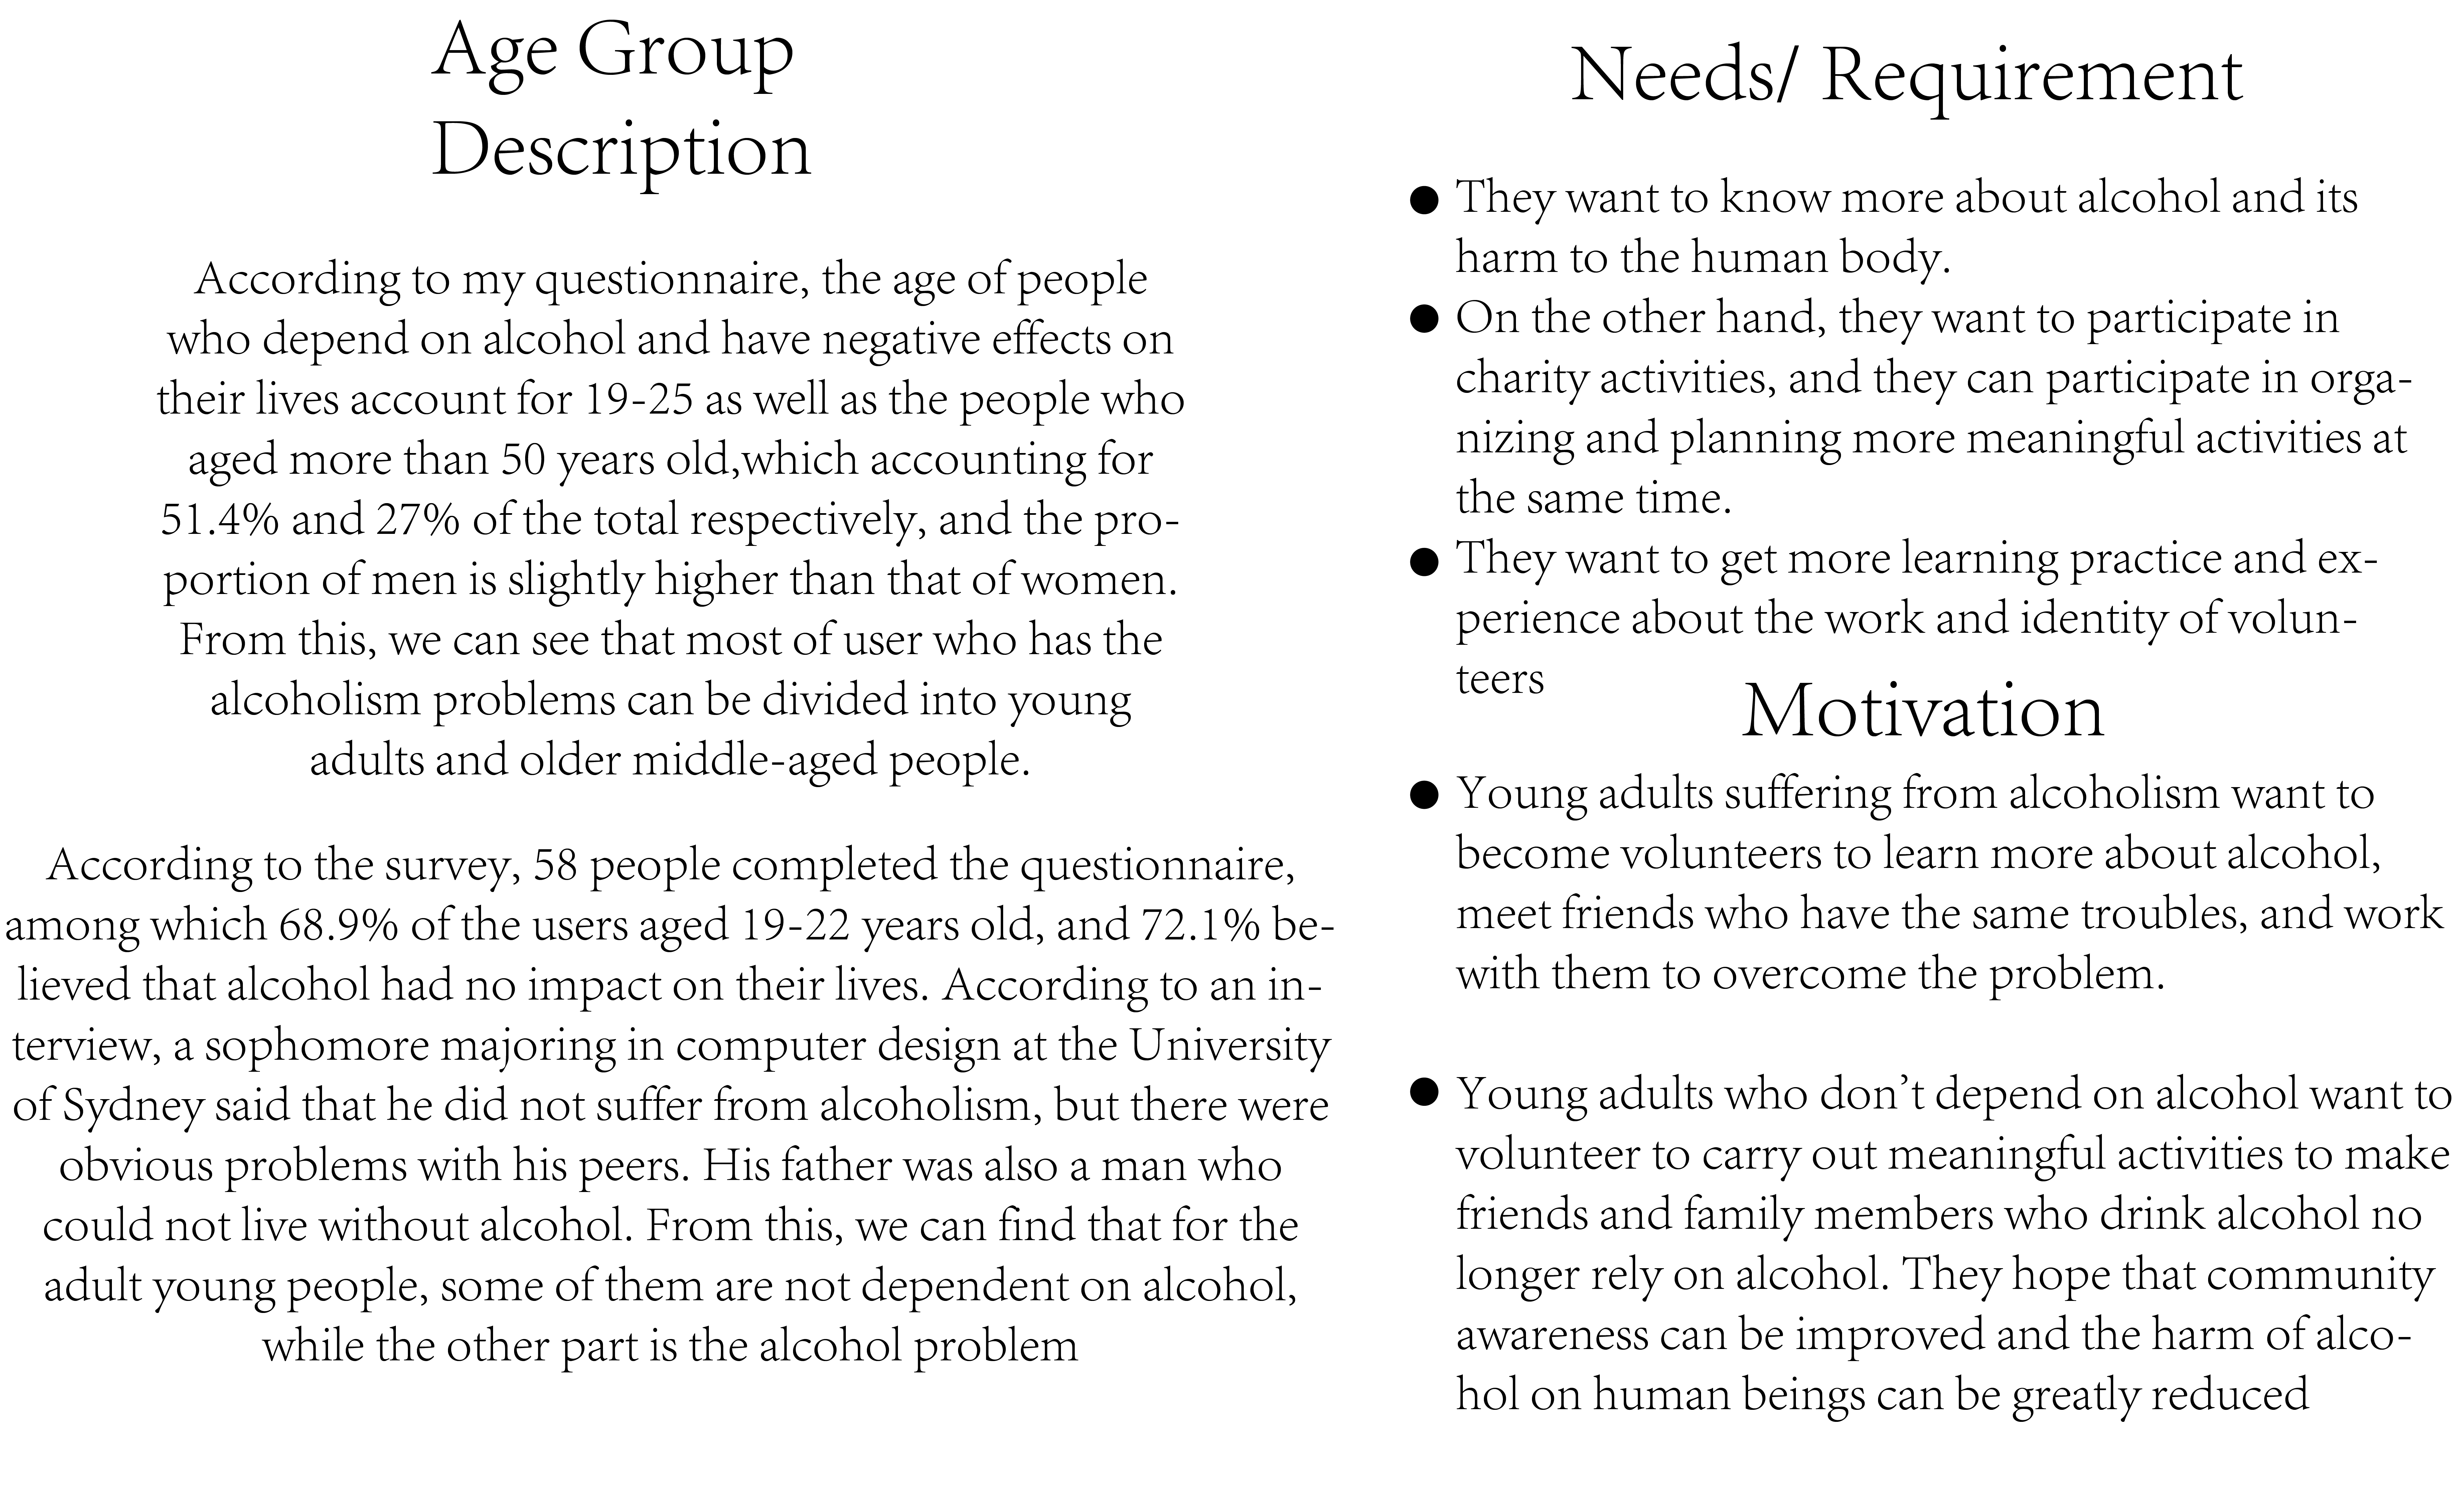 Age Group
Description
According to my questionnaire, the age of people
who depend on alcohol and have negative effects on
their lives account for 19-25 as well as the people who
aged more than 50 years old,which accounting for
51.4% and 27% of the total respectively, and the pro-
portion of men is slightly higher than that of women.
From this, we can see that most of user who has the
alcoholism problems can be divided into young
adults and older middle-aged people.
According to the survey, 58 people completed the questionnaire,
among which 68.9% of the users aged 19-22 years old, and 72.1% be-
lieved that alcohol had no impact on their lives. According to an in-
terview, a sophomore majoring in computer design at the University
of Sydney said that he did not suffer from alcoholism, but there were
obvious problems with his peers. His father was also a man who
could not live without alcohol. From this, we can find that for the
adult young people, some of them are not dependent on alcohol,
while the other part is the alcohol problem
Needs/ Requirement
● They want to know more about alcohol and its
harm to the human body.
● On the other hand, they want to participate in
charity activities, and they can participate in orga-
nizing and planning more meaningful activities at
the same time.
● They want to get more learning practice and ex-
perience about the work and identity of volun-
teers
Motivation
● Young adults suffering from alcoholism want to
become volunteers to learn more about alcohol,
meet friends who have the same troubles, and work
with them to overcome the problem.
● Young adults who don’t depend on alcohol want to
volunteer to carry out meaningful activities to make
friends and family members who drink alcohol no
longer rely on alcohol. They hope that community
awareness can be improved and the harm of alco-
hol on human beings can be greatly reduced